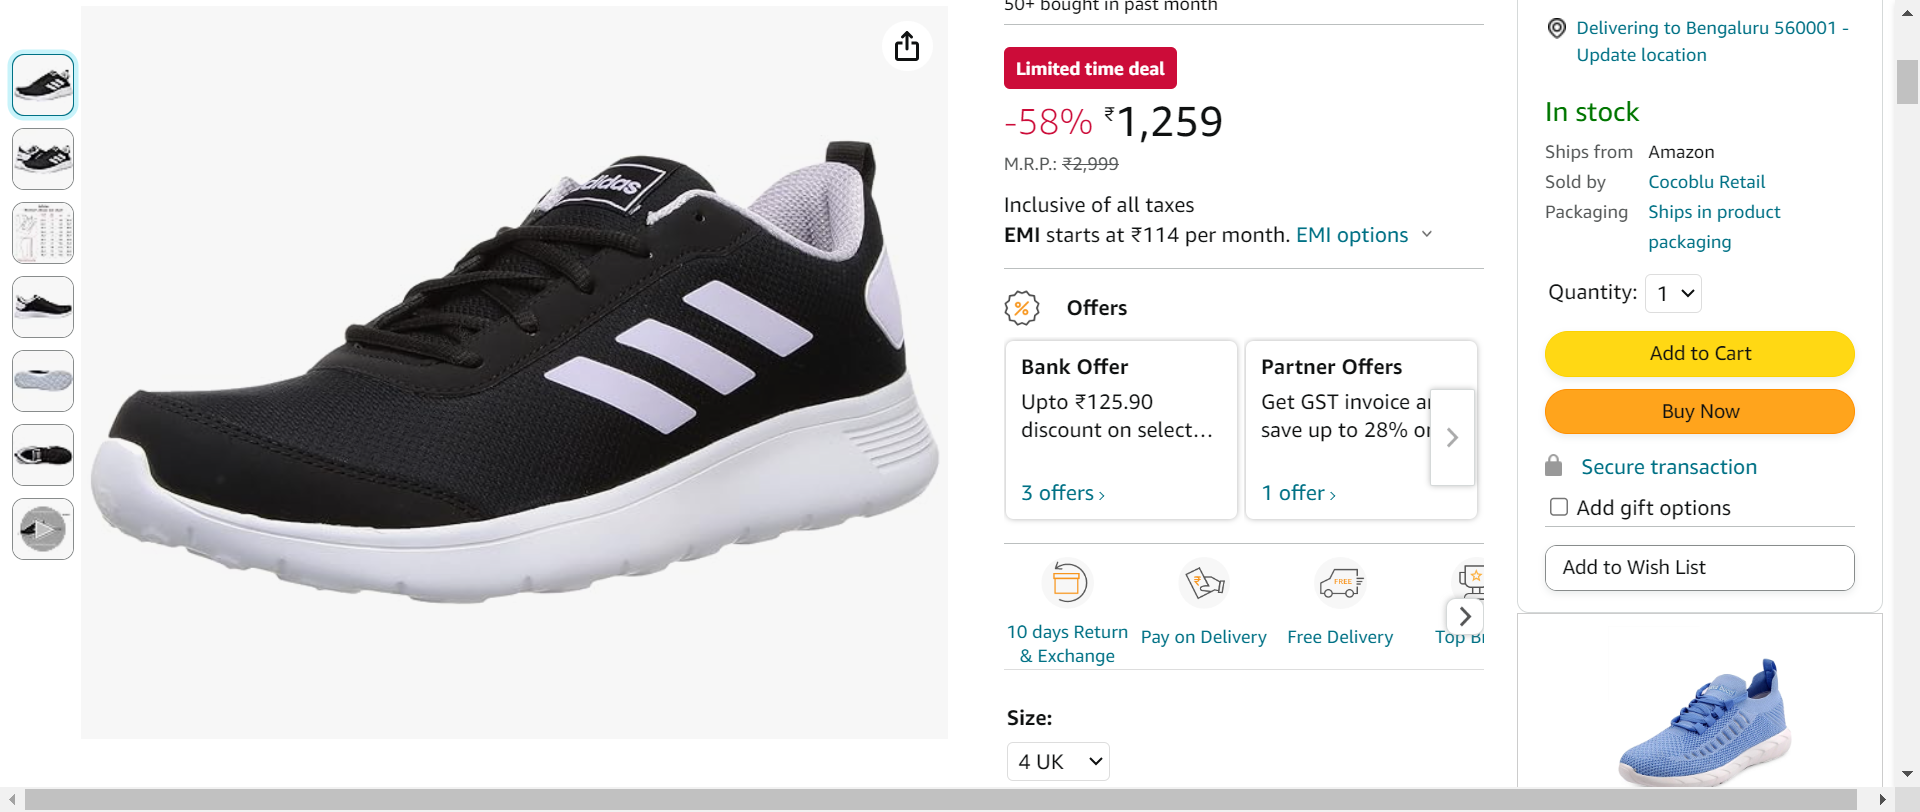 50+ bought in past month
Limited time deal
-58% ₹1,259
M.R.P.: ₹2,999
Inclusive of all taxes
EMI starts at ₹114 per month. EMI options
Offers
Bank Offer
Upto ₹125.90
discount on select…
3 offers ›
Partner Offers
Get GST invoice
save up to 28%
1 offer ›
10 days Return
& Exchange
Pay on Delivery
Free Delivery
FREE
Top
Size:
4 UK
adidas
Delivering to Bengaluru 560001 -
Update location
In stock
Ships from Amazon
Sold by Cocoblu Retail
Packaging Ships in product
packaging
Quantity: 1
Add to Cart
Buy Now
Secure transaction
Add gift options
Add to Wish List